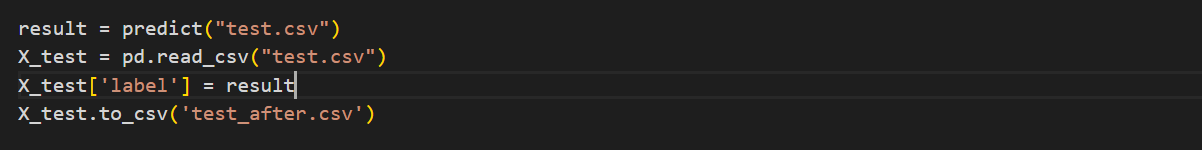 result = predict("test.csv")
X_test = pd.read_csv("test.csv")
X_test['label'] = result
X_test.to_csv('test_after.csv')